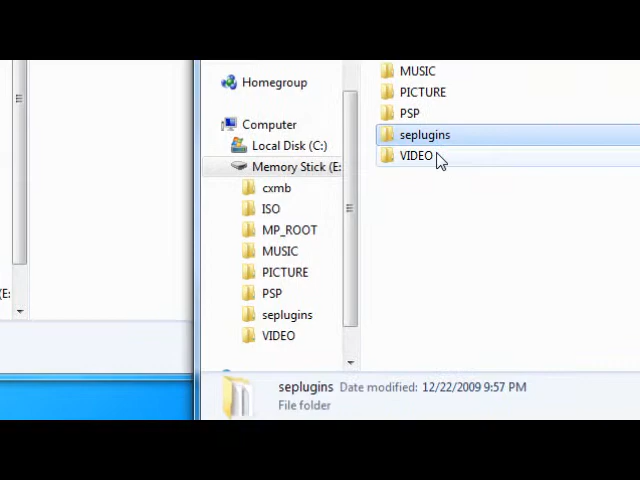 Homegroup
Computer
Local Disk (C:)
Memory Stick (E:
cxmb
ISO
MP_ROOT
MUSIC
PICTURE
PSP
seplugins
VIDEO
MUSIC
PICTURE
PSP
seplugins
VIDEO
(E:
seplugins Date modified: 12/22/2009 9:57 PM
File folder